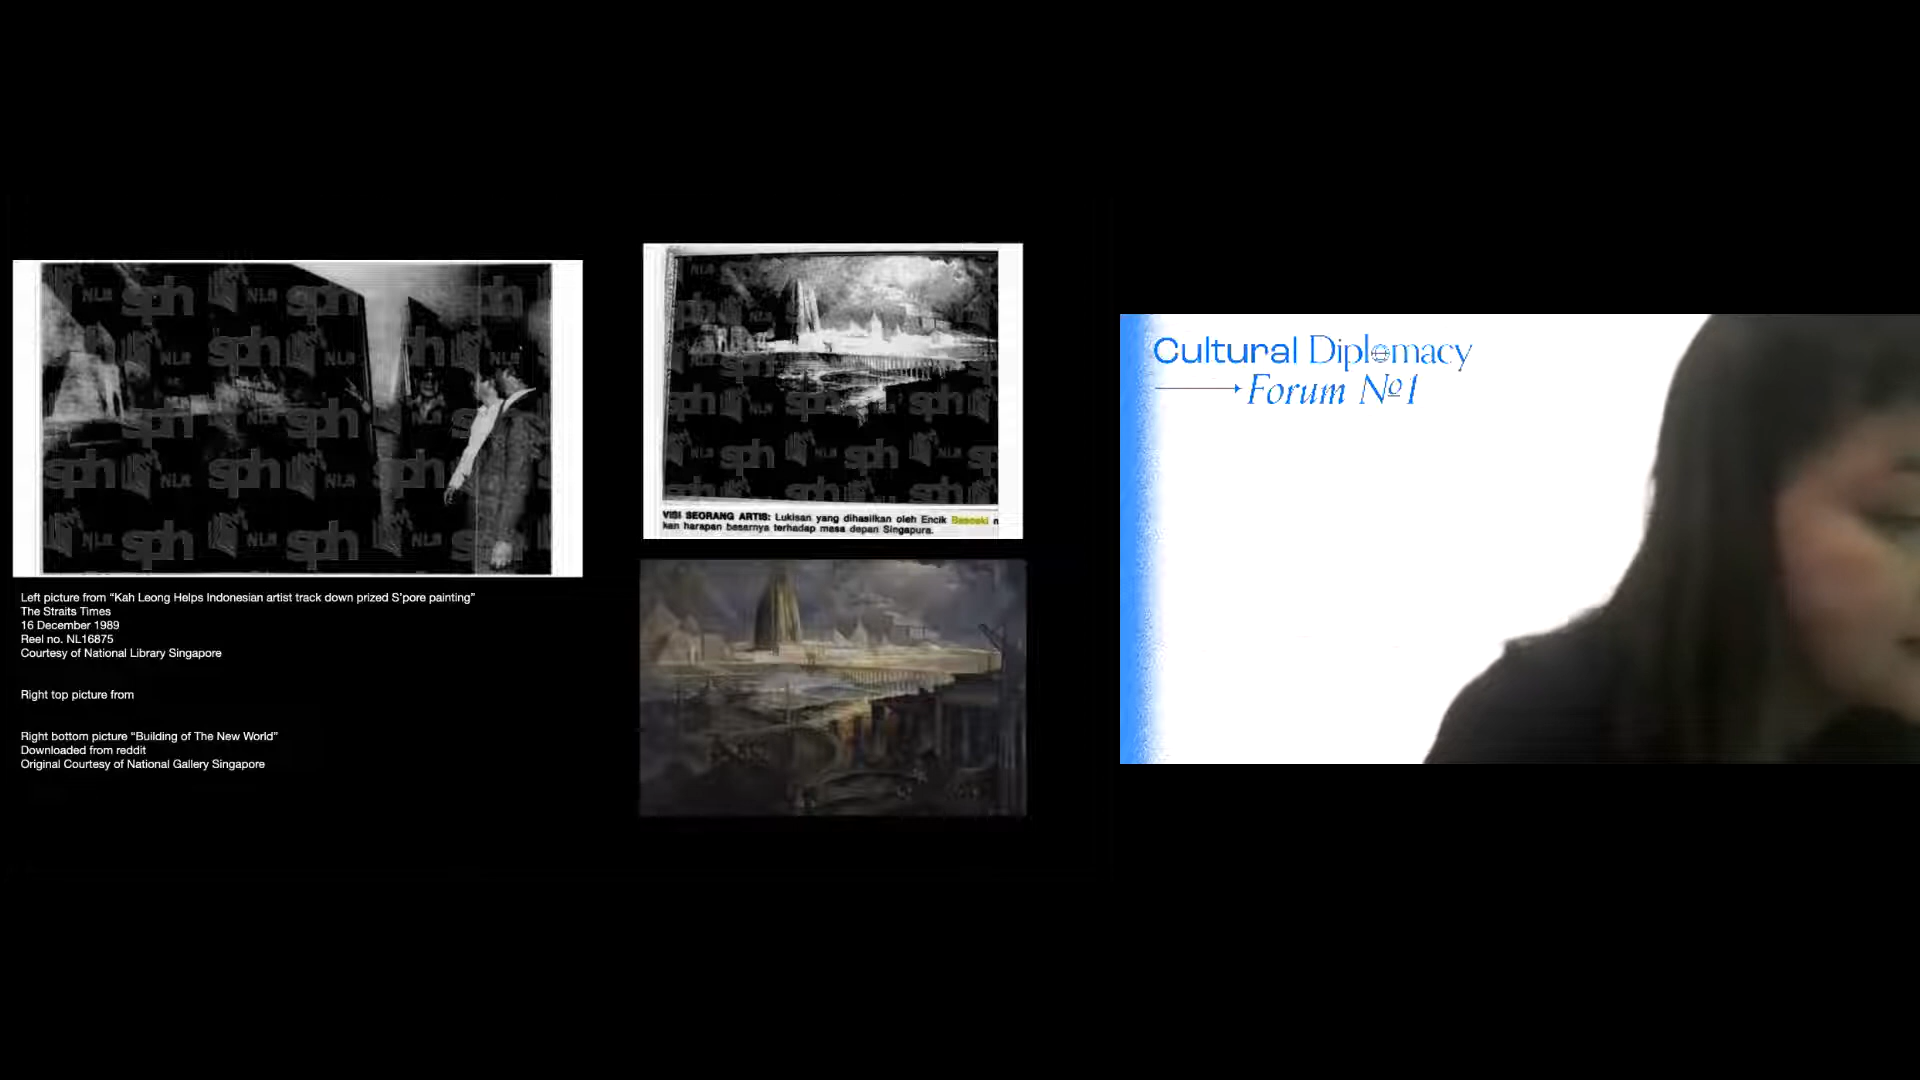 VISI SEORANG ARTIS: Lukisan yang dihasilkan oleh Encik Basoeki n
kan harapan besarnya terhadap masa depan Singapura.
Left picture from “Kah Leong Helps Indonesian artist track down prized S’pore painting”
The Straits Times
16 December 1989
Reel no. NL16875
Courtesy of National Library Singapore
Right top picture from
Right bottom picture “Building of The New World”
Downloaded from reddit
Original Courtesy of National Gallery Singapore
Cultural Diplomacy
Forum Nº1
sph NLB